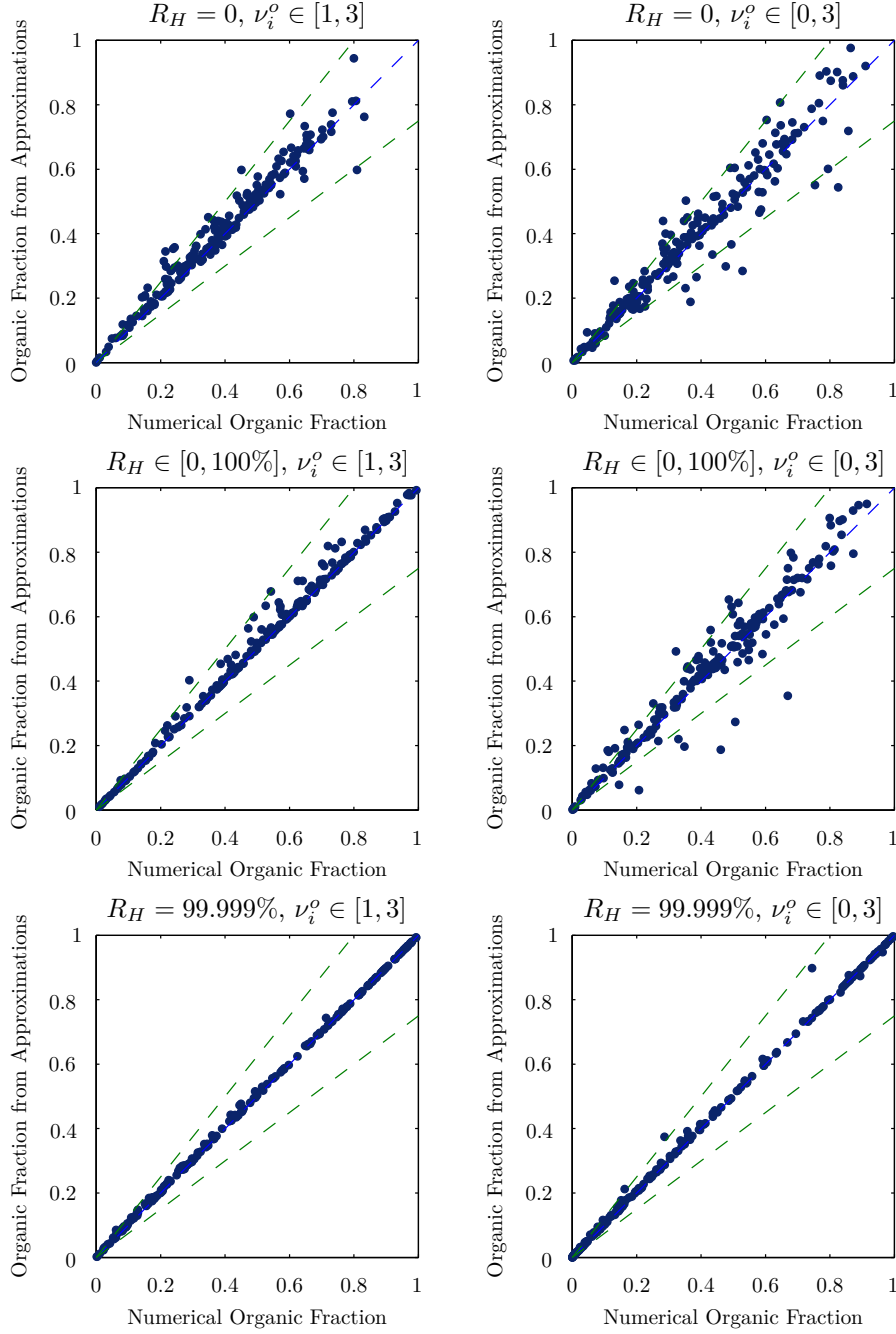 R_H = 0, ν_i^o ∈ [1, 3]
Organic Fraction from Approximations
1
0.8
0.6
0.4
0.2
0
0 0.2 0.4 0.6 0.8 1
Numerical Organic Fraction
R_H = 0, ν_i^o ∈ [0, 3]
Organic Fraction from Approximations
1
0.8
0.6
0.4
0.2
0
0 0.2 0.4 0.6 0.8 1
Numerical Organic Fraction
R_H ∈ [0, 100%], ν_i^o ∈ [1, 3]
Organic Fraction from Approximations
1
0.8
0.6
0.4
0.2
0
0 0.2 0.4 0.6 0.8 1
Numerical Organic Fraction
R_H ∈ [0, 100%], ν_i^o ∈ [0, 3]
Organic Fraction from Approximations
1
0.8
0.6
0.4
0.2
0
0 0.2 0.4 0.6 0.8 1
Numerical Organic Fraction
R_H = 99.999%, ν_i^o ∈ [1, 3]
Organic Fraction from Approximations
1
0.8
0.6
0.4
0.2
0
0 0.2 0.4 0.6 0.8 1
Numerical Organic Fraction
R_H = 99.999%, ν_i^o ∈ [0, 3]
Organic Fraction from Approximations
1
0.8
0.6
0.4
0.2
0
0 0.2 0.4 0.6 0.8 1
Numerical Organic Fraction